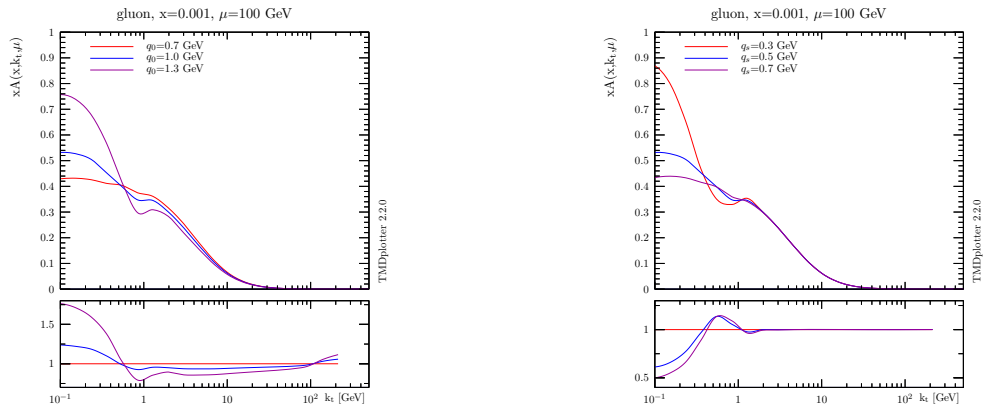 gluon, x=0.001, μ=100 GeV
xA(x,kₜ,μ)
q₀=0.7 GeV
q₀=1.0 GeV
q₀=1.3 GeV
1
0.9
0.8
0.7
0.6
0.5
0.4
0.3
0.2
0.1
0
TMDplotter 2.2.0
1.5
1
10⁻¹ 1 10 10² kₜ [GeV]
gluon, x=0.001, μ=100 GeV
xA(x,kₜ,μ)
qₛ=0.3 GeV
qₛ=0.5 GeV
qₛ=0.7 GeV
1
0.9
0.8
0.7
0.6
0.5
0.4
0.3
0.2
0.1
0
TMDplotter 2.2.0
1
0.5
10⁻¹ 1 10 10² kₜ [GeV]